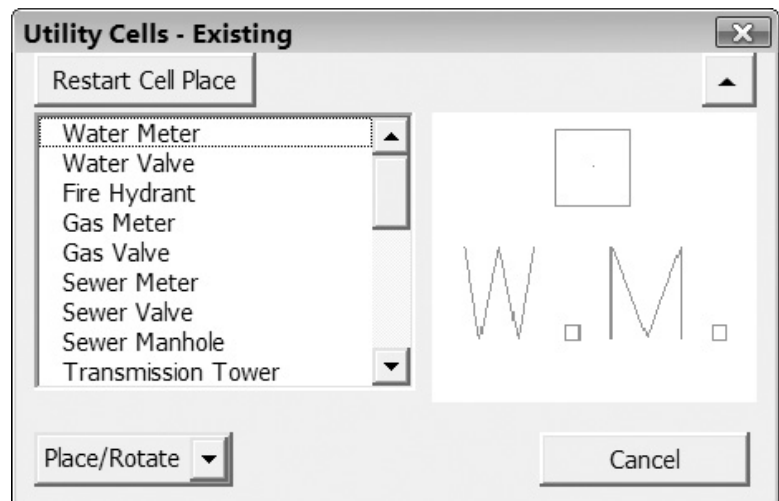 Utility Cells - Existing
Restart Cell Place
Water Meter
Water Valve
Fire Hydrant
Gas Meter
Gas Valve
Sewer Meter
Sewer Valve
Sewer Manhole
Transmission Tower
W.M.
Place/Rotate
Cancel